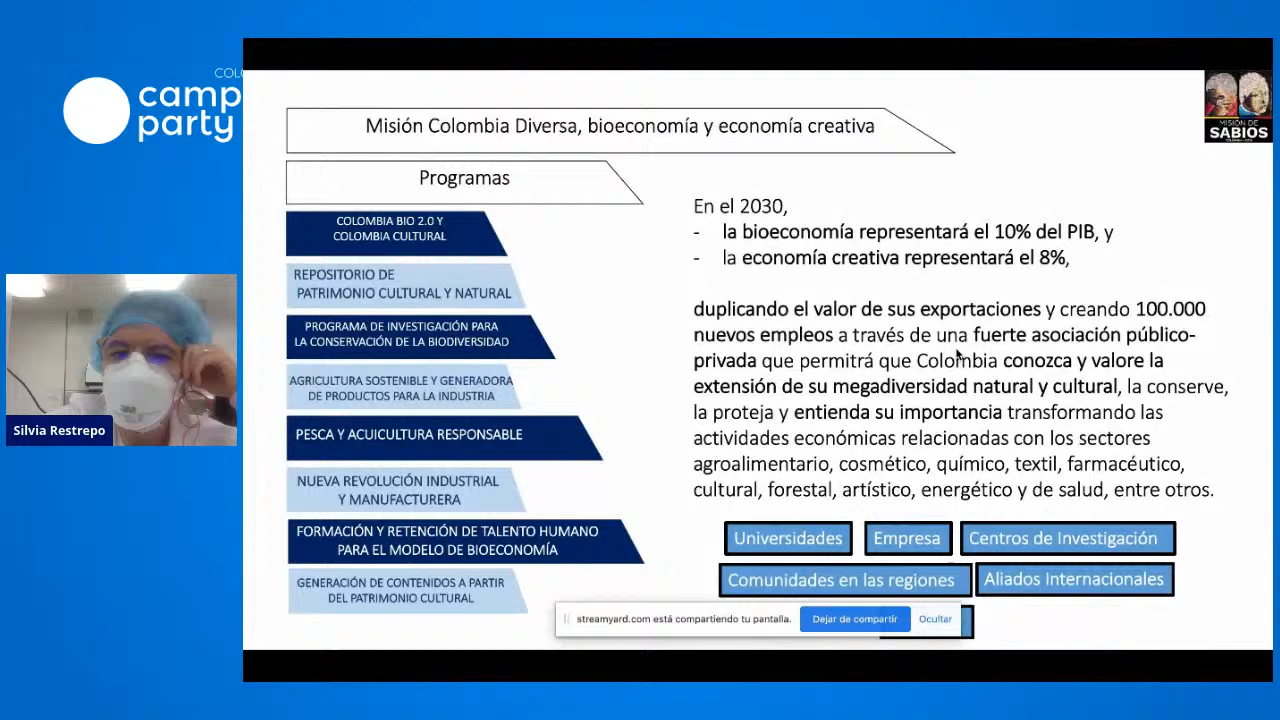 COLO
camp
party
Silvia Restrepo
Misión Colombia Diversa, bioeconomía y economía creativa
MISIÓN DE
SABIOS
Programas
COLOMBIA BIO 2.0 Y
COLOMBIA CULTURAL
REPOSITORIO DE
PATRIMONIO CULTURAL Y NATURAL
PROGRAMA DE INVESTIGACIÓN PARA
LA CONSERVACIÓN DE LA BIODIVERSIDAD
AGRICULTURA SOSTENIBLE Y GENERADORA
DE PRODUCTOS PARA LA INDUSTRIA
PESCA Y ACUICULTURA RESPONSABLE
NUEVA REVOLUCIÓN INDUSTRIAL
Y MANUFACTURERA
FORMACIÓN Y RETENCIÓN DE TALENTO HUMANO
PARA EL MODELO DE BIOECONOMÍA
GENERACIÓN DE CONTENIDOS A PARTIR
DEL PATRIMONIO CULTURAL
En el 2030,
- la bioeconomía representará el 10% del PIB, y
- la economía creativa representará el 8%,
duplicando el valor de sus exportaciones y creando 100.000
nuevos empleos a través de una fuerte asociación público-
privada que permitrá que Colombia conozca y valore la
extensión de su megadiversidad natural y cultural, la conserve,
la proteja y entienda su importancia transformando las
actividades económicas relacionadas con los sectores
agroalimentario, cosmético, químico, textil, farmacéutico,
cultural, forestal, artístico, energético y de salud, entre otros.
Universidades Empresa Centros de Investigación
Comunidades en las regiones Aliados Internacionales
streamyard.com está compartiendo tu pantalla. Dejar de compartir Ocultar